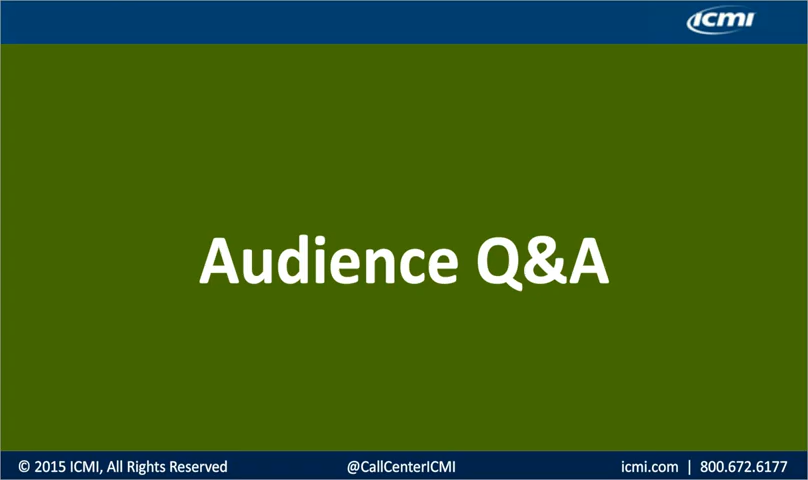 icmi
Audience Q&A
© 2015 ICMI, All Rights Reserved
@CallCenterICMI
icmi.com | 800.672.6177